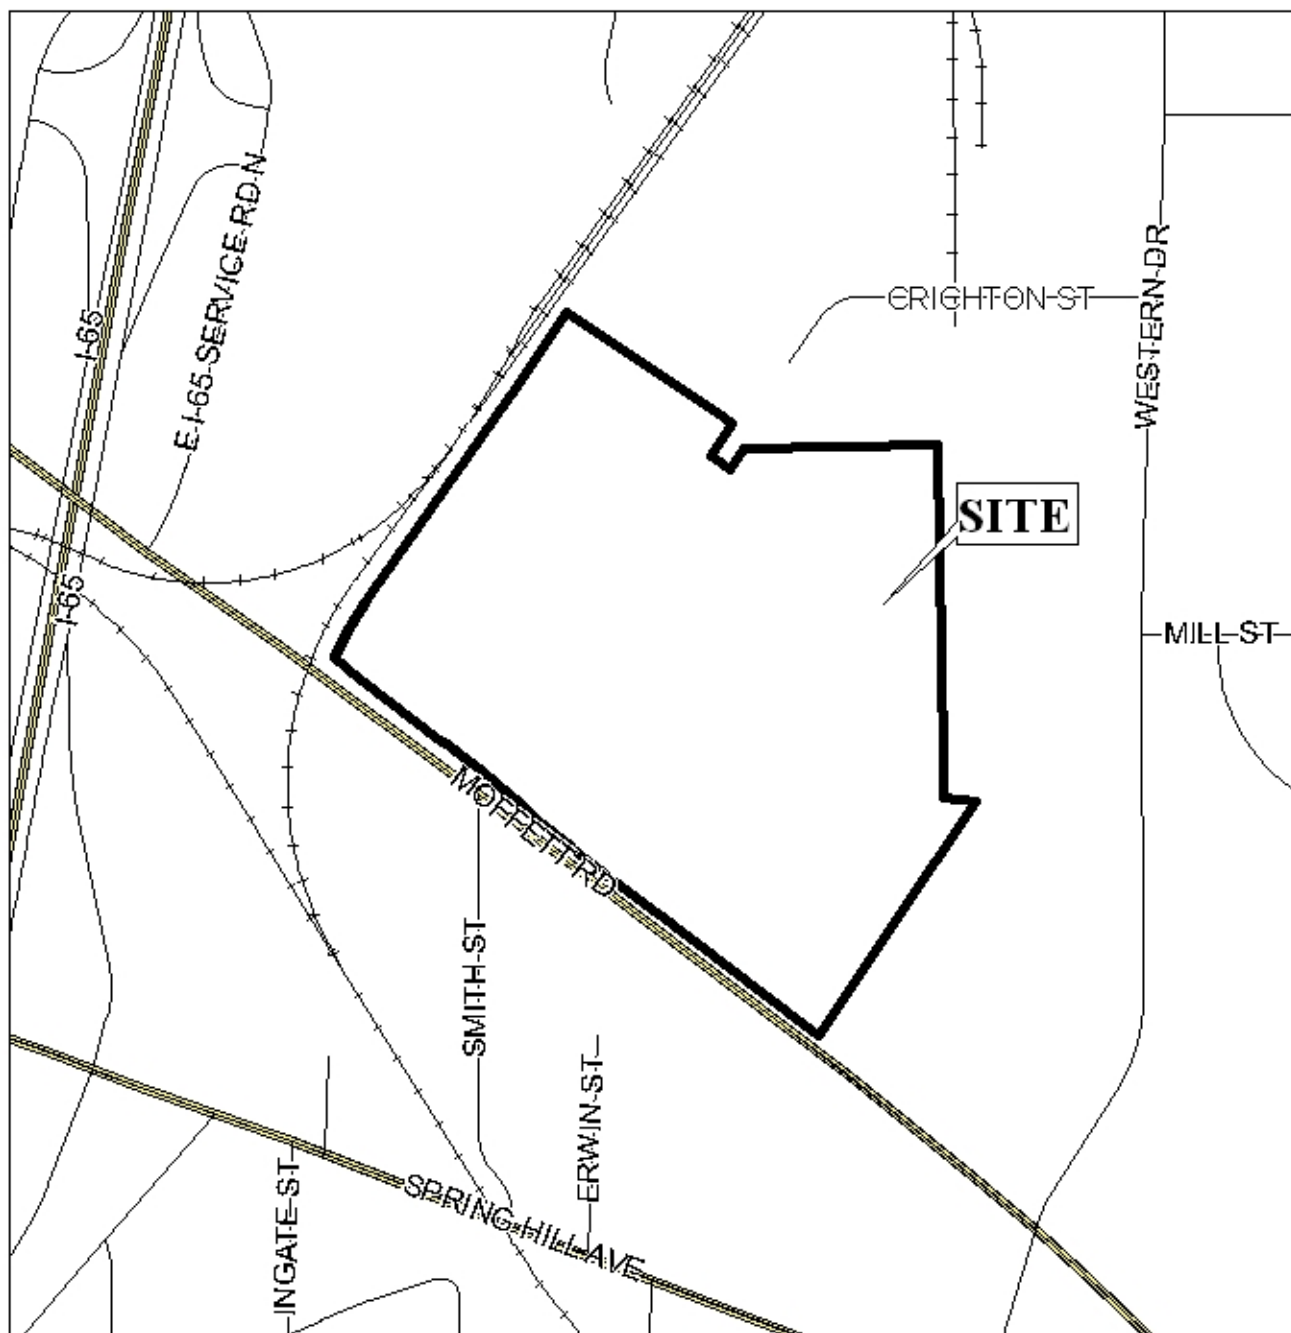 E I-65 SERVICE RD N
CRICHTON ST
WESTERN DR
I-65
SITE
I-65
MILL ST
MOFFETT RD
SMITH ST
ERWIN ST
INGATE ST
SPRING HILL AVE